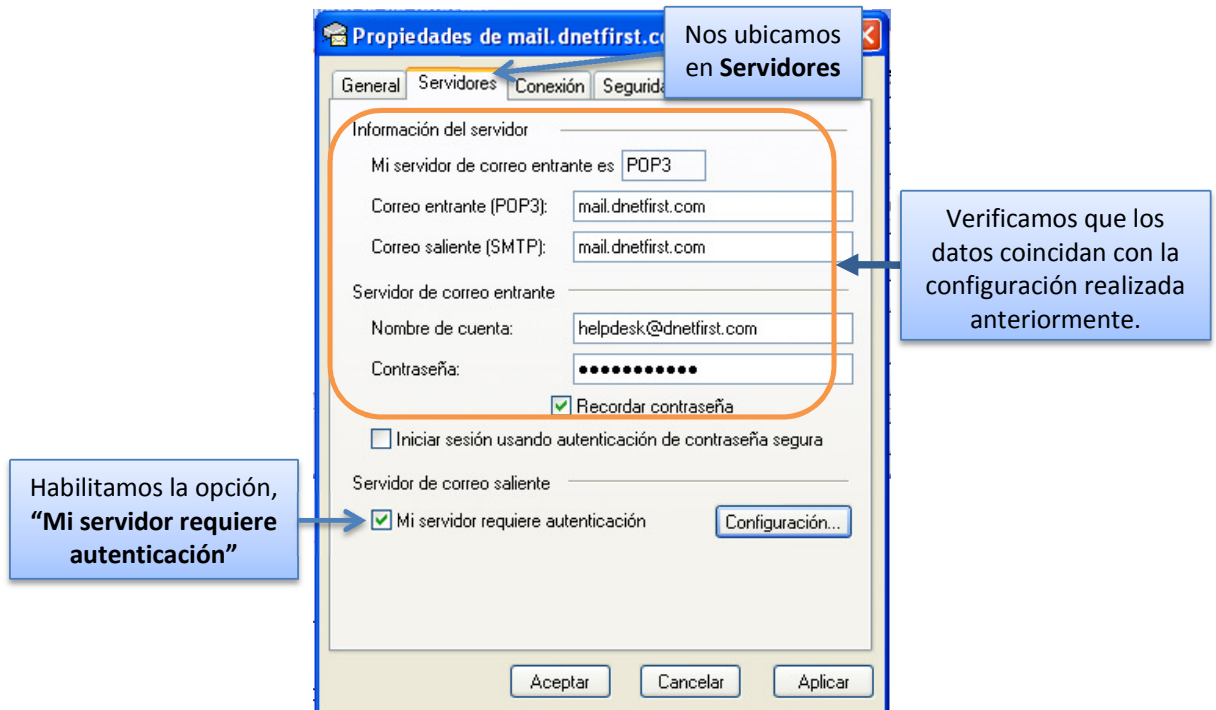 Propiedades de mail.dnetfirst.co
Nos ubicamos
en Servidores
General Servidores Conexión Segurida
Información del servidor
Mi servidor de correo entrante es POP3
Correo entrante (POP3): mail.dnetfirst.com
Correo saliente (SMTP): mail.dnetfirst.com
Verificamos que los
datos coincidan con la
configuración realizada
anteriormente.
Servidor de correo entrante
Nombre de cuenta: helpdesk@dnetfirst.com
Contraseña: ●●●●●●●●●●●
Recordar contraseña
Iniciar sesión usando autenticación de contraseña segura
Habilitamos la opción,
“Mi servidor requiere
autenticación”
Servidor de correo saliente
Mi servidor requiere autenticación Configuración...
Aceptar Cancelar Aplicar